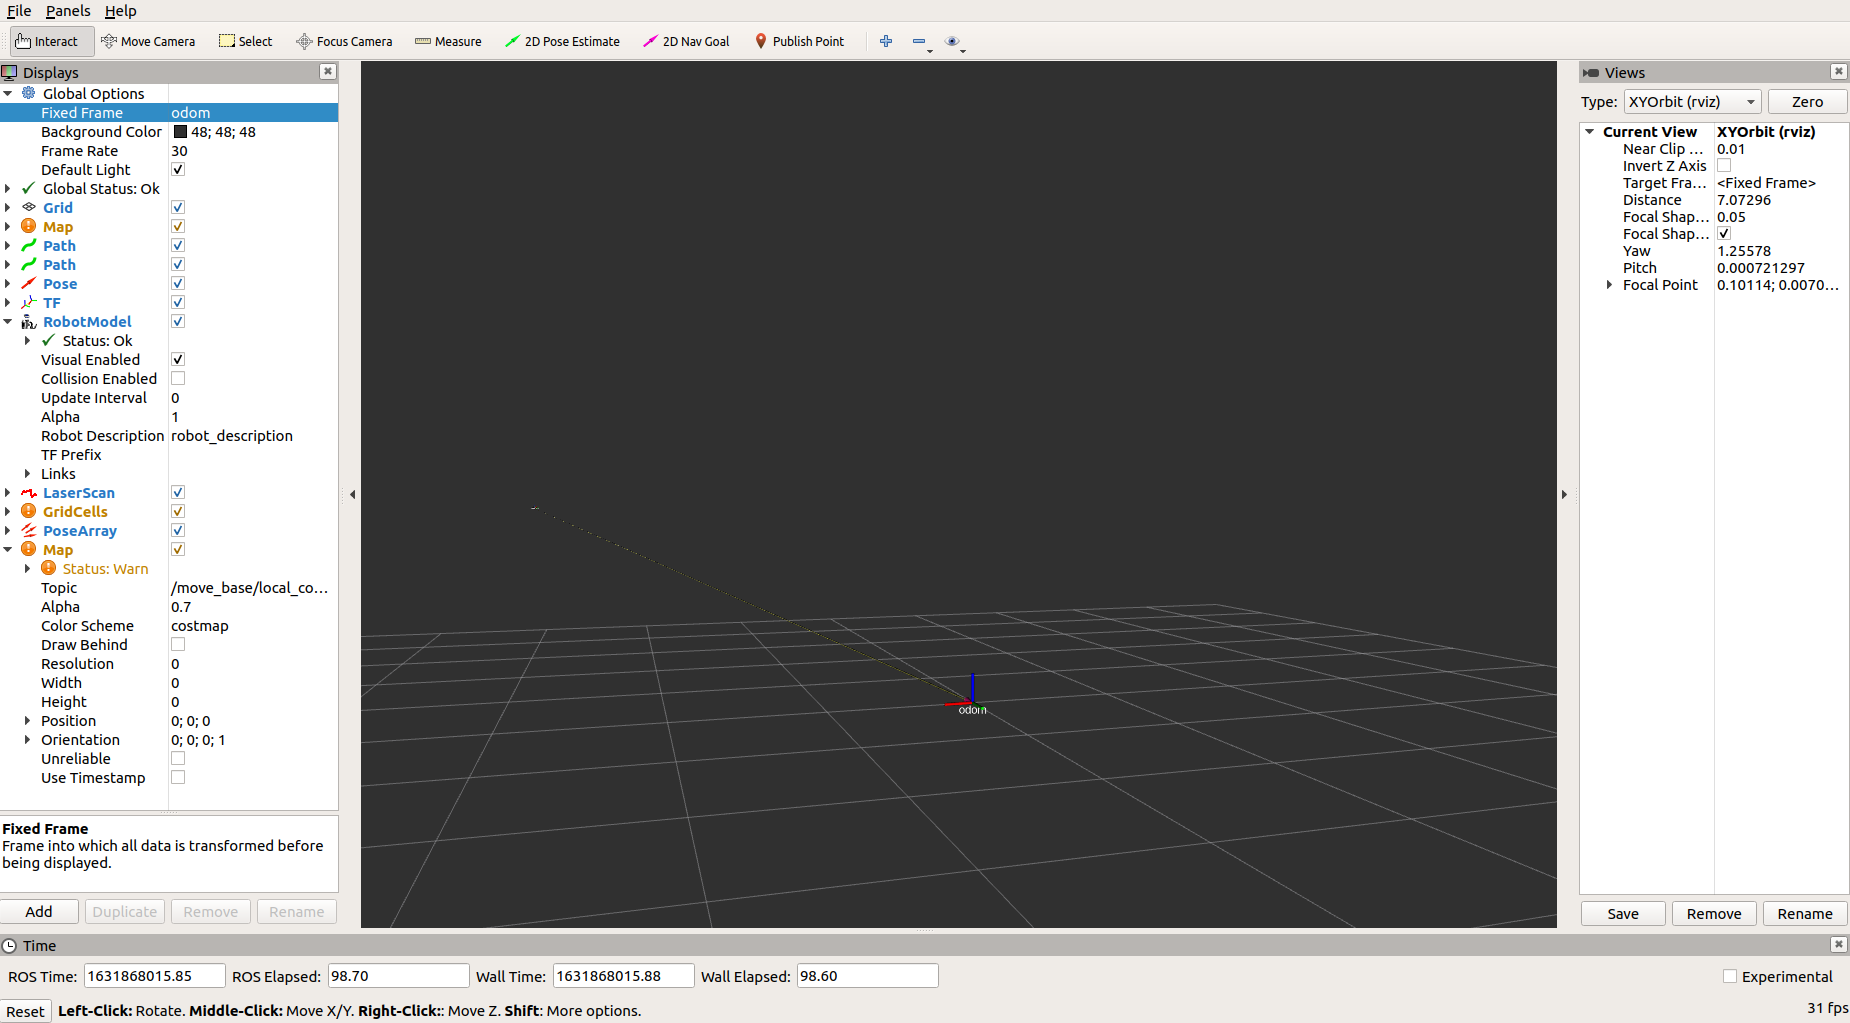 File Panels Help
Interact Move Camera Select Focus Camera Measure 2D Pose Estimate 2D Nav Goal Publish Point
Displays
Global Options
Fixed Frame odom
Background Color 48; 48; 48
Frame Rate 30
Default Light
Global Status: Ok
Grid
Map
Path
Path
Pose
TF
RobotModel
Status: Ok
Visual Enabled
Collision Enabled
Update Interval 0
Alpha 1
Robot Description robot_description
TF Prefix
Links
LaserScan
GridCells
PoseArray
Map
Status: Warn
Topic /move_base/local_co...
Alpha 0.7
Color Scheme costmap
Draw Behind
Resolution 0
Width 0
Height 0
Position 0; 0; 0
Orientation 0; 0; 0; 1
Unreliable
Use Timestamp
Fixed Frame
Frame into which all data is transformed before
being displayed.
Add Duplicate Remove Rename
odom
Views
Type: XYOrbit (rviz) Zero
Current View XYOrbit (rviz)
Near Clip ... 0.01
Invert Z Axis
Target Fra... <Fixed Frame>
Distance 7.07296
Focal Shap... 0.05
Focal Shap...
Yaw 1.25578
Pitch 0.000721297
Focal Point 0.10114; 0.0070...
Save Remove Rename
Time
ROS Time: 1631868015.85 ROS Elapsed: 98.70 Wall Time: 1631868015.88 Wall Elapsed: 98.60 Experimental
Reset Left-Click: Rotate. Middle-Click: Move X/Y. Right-Click:: Move Z. Shift: More options. 31 fps